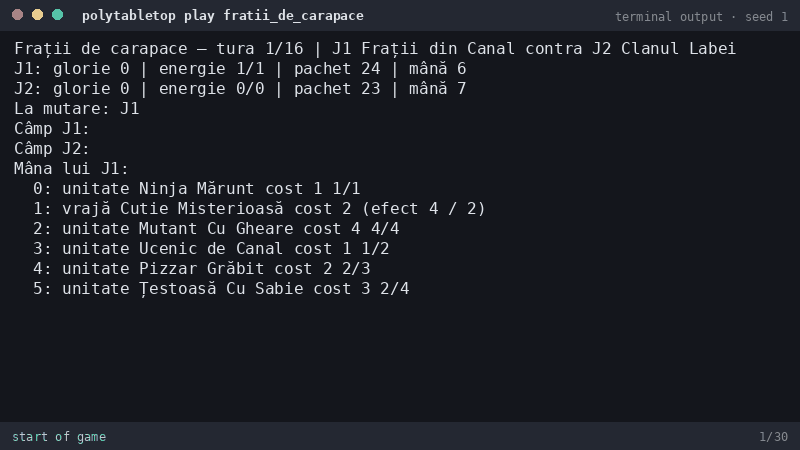 polytabletop play fratii_de_carapace
terminal output · seed 1
Frații de carapace — tura 1/16 | J1 Frații din Canal contra J2 Clanul Labei
J1: glorie 0 | energie 1/1 | pachet 24 | mână 6
J2: glorie 0 | energie 0/0 | pachet 23 | mână 7
La mutare: J1
Câmp J1:
Câmp J2:
Mâna lui J1:
0: unitate Ninja Mărunt cost 1 1/1
1: vrajă Cutie Misterioasă cost 2 (efect 4 / 2)
2: unitate Mutant Cu Gheare cost 4 4/4
3: unitate Ucenic de Canal cost 1 1/2
4: unitate Pizzar Grăbit cost 2 2/3
5: unitate Țestoasă Cu Sabie cost 3 2/4
start of game
1/30